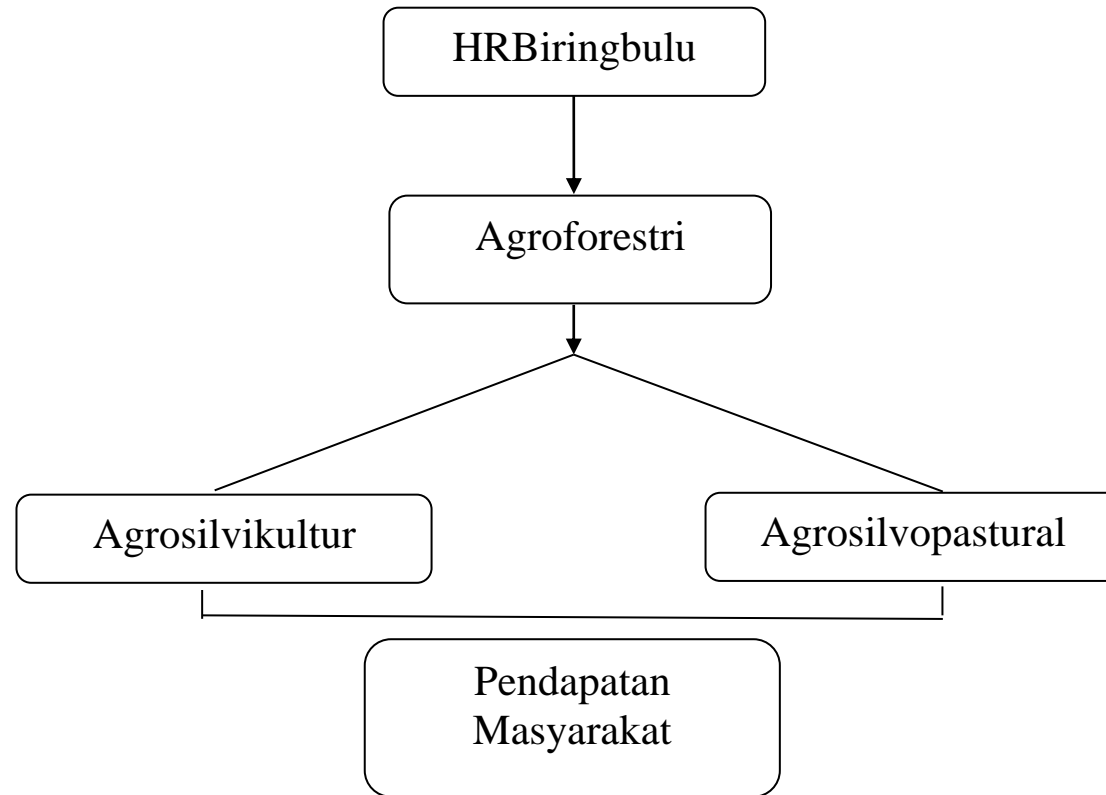 HRBiringbulu
Agroforestri
Agrosilvikultur
Agrosilvopastural
Pendapatan
Masyarakat